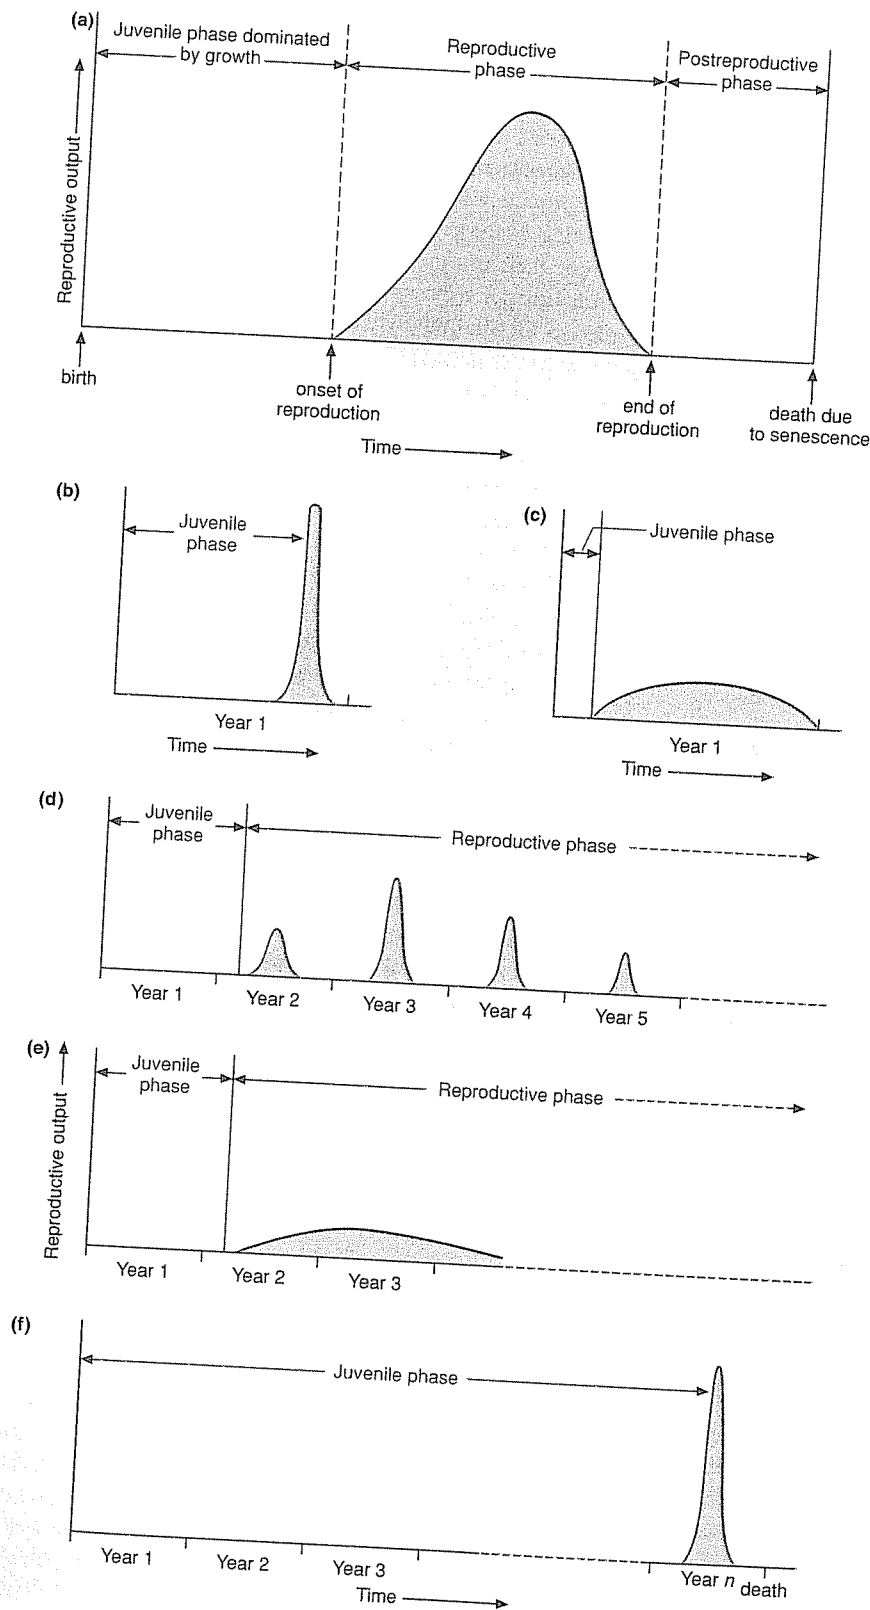 (a)
Juvenile phase dominated
by growth
Reproductive
phase
Postreproductive
phase
Reproductive output
birth
onset of
reproduction
end of
reproduction
death due
to senescence
Time
(b)
Juvenile
phase
Year 1
Time
(c)
Juvenile phase
Year 1
Time
(d)
Juvenile
phase
Reproductive phase
Year 1
Year 2
Year 3
Year 4
Year 5
(e)
Juvenile
phase
Reproductive phase
Reproductive output
Year 1
Year 2
Year 3
(f)
Juvenile phase
Year 1
Year 2
Year 3
Year n
death
Time